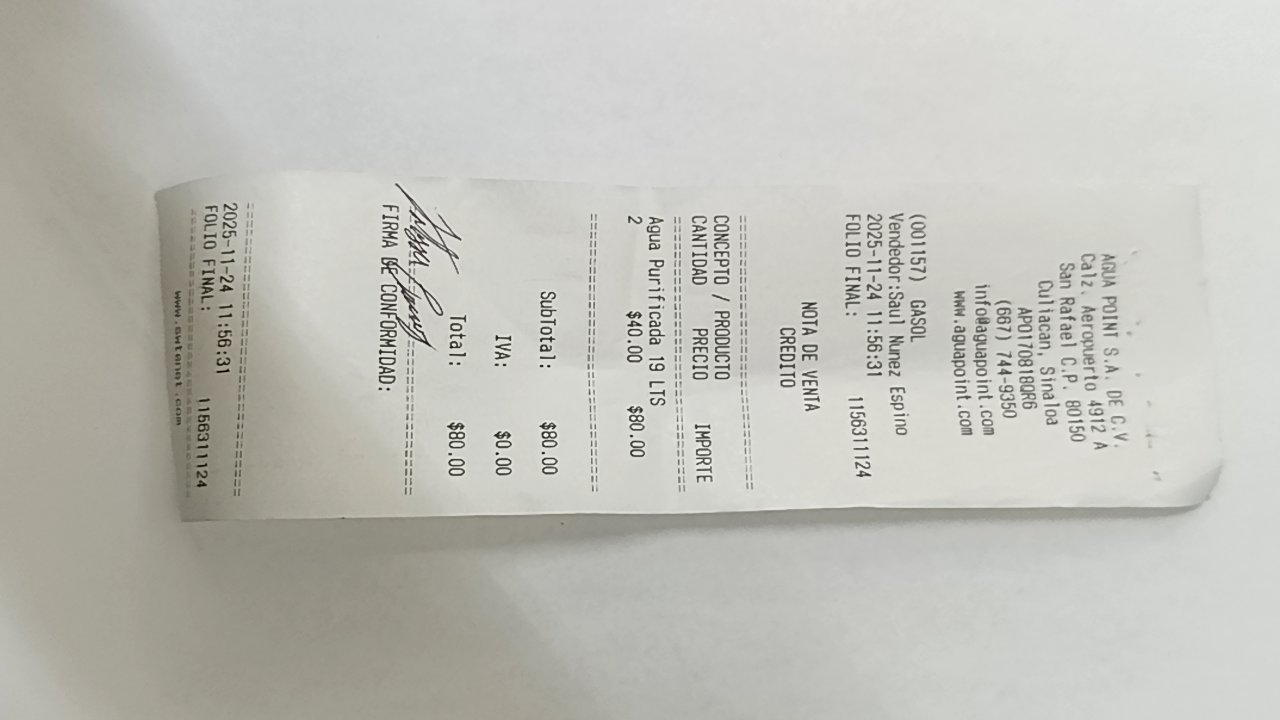 AGUA POINT S.A. DE C.V.
Calz. Aeropuerto 4912 A
San Rafael C.P. 80150
Culiacan, Sinaloa
APO170818QR6
(667) 744-9350
info@aguapoint.com
www.aguapoint.com
(001157) GASOL
Vendedor:Saul Nunez Espino
2025-11-24 11:56:31
FOLIO FINAL: 1156311124
NOTA DE VENTA
CREDITO
==============================
CONCEPTO / PRODUCTO
CANTIDAD PRECIO IMPORTE
==============================
Agua Purificada 19 LTS
2 $40.00 $80.00
==============================
SubTotal: $80.00
IVA: $0.00
Total: $80.00
------------------------------
FIRMA DE CONFORMIDAD:
==============================
2025-11-24 11:56:31
FOLIO FINAL: 1156311124
==============================